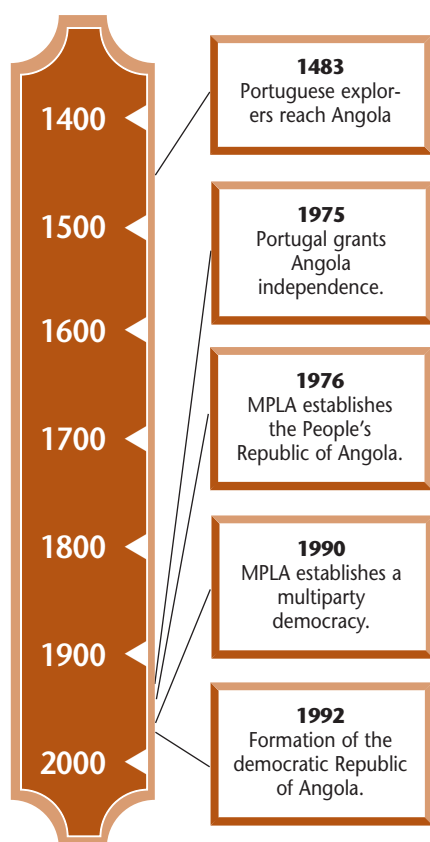 1400
1500
1600
1700
1800
1900
2000
1483
Portuguese explor-
ers reach Angola
1975
Portugal grants
Angola
independence.
1976
MPLA establishes
the People's
Republic of Angola.
1990
MPLA establishes a
multiparty
democracy.
1992
Formation of the
democratic Republic
of Angola.